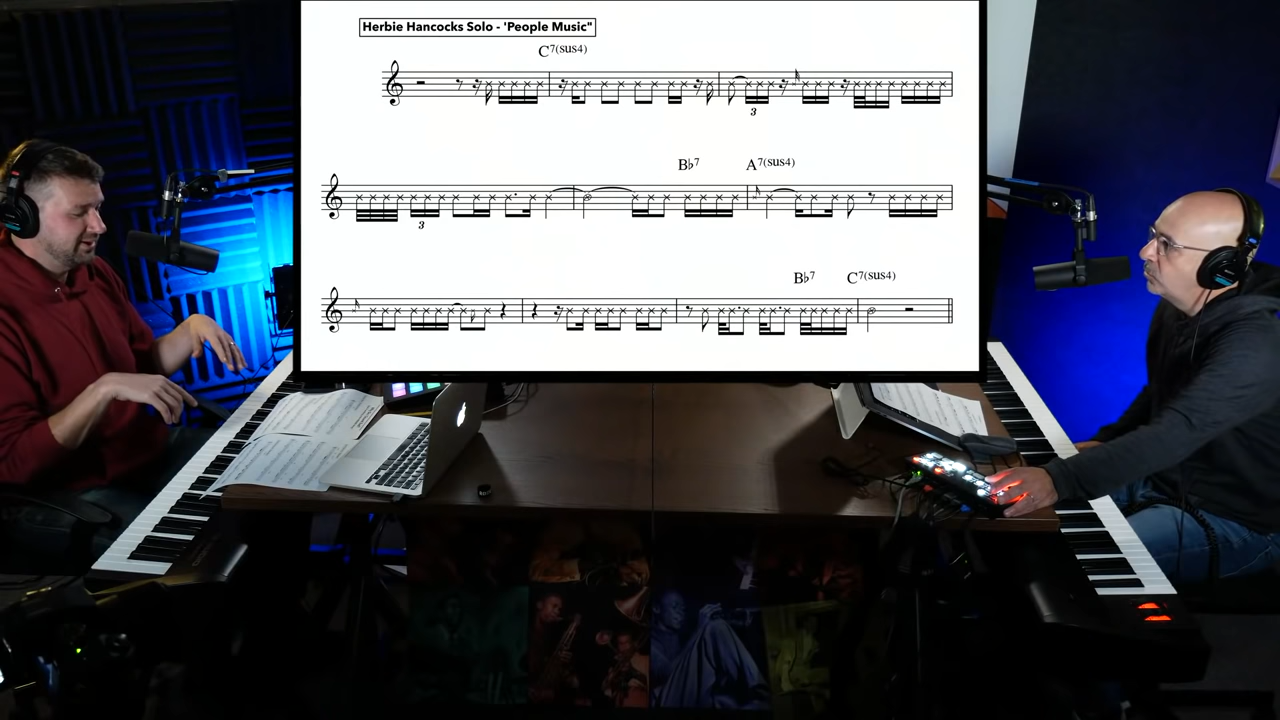 Herbie Hancocks Solo - 'People Music"
C7(sus4)
3
3
B♭7 A7(sus4)
B♭7 C7(sus4)